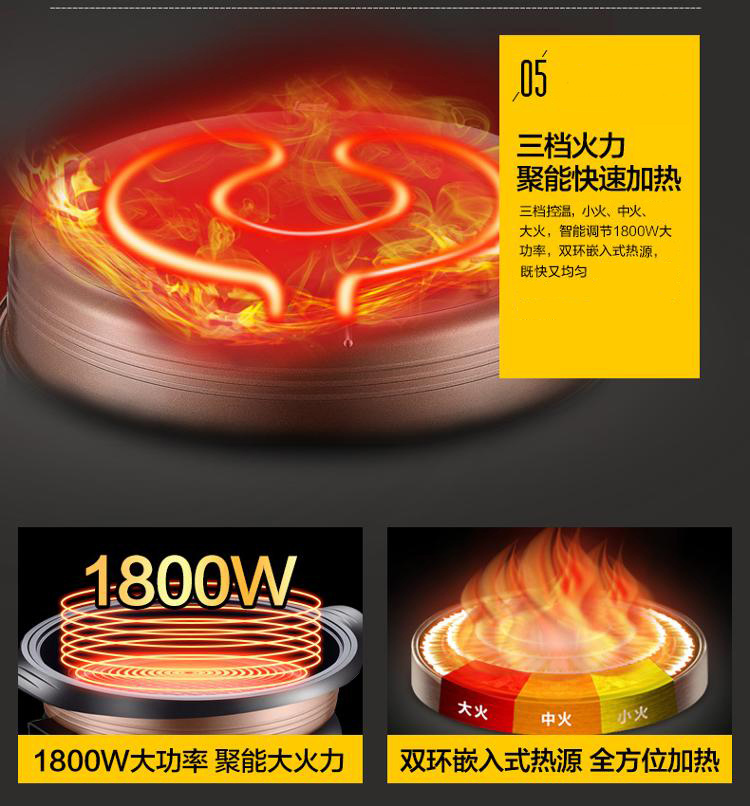 05
三档火力
聚能快速加热
三档控温, 小火、中火、
大火，智能调节1800W大
功率，双环嵌入式热源，
既快又均匀
1800W
1800W大功率 聚能大火力
大火
中火
小火
双环嵌入式热源 全方位加热